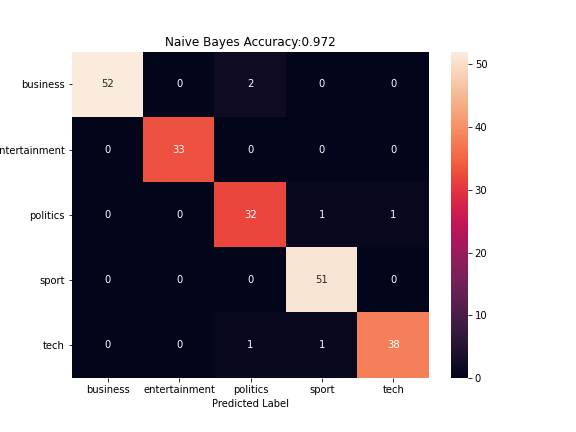 Naive Bayes Accuracy:0.972
business 52 0 2 0 0
ntertainment 0 33 0 0 0
politics 0 0 32 1 1
sport 0 0 0 51 0
tech 0 0 1 1 38
business entertainment politics sport tech
Predicted Label
50
40
30
20
10
0